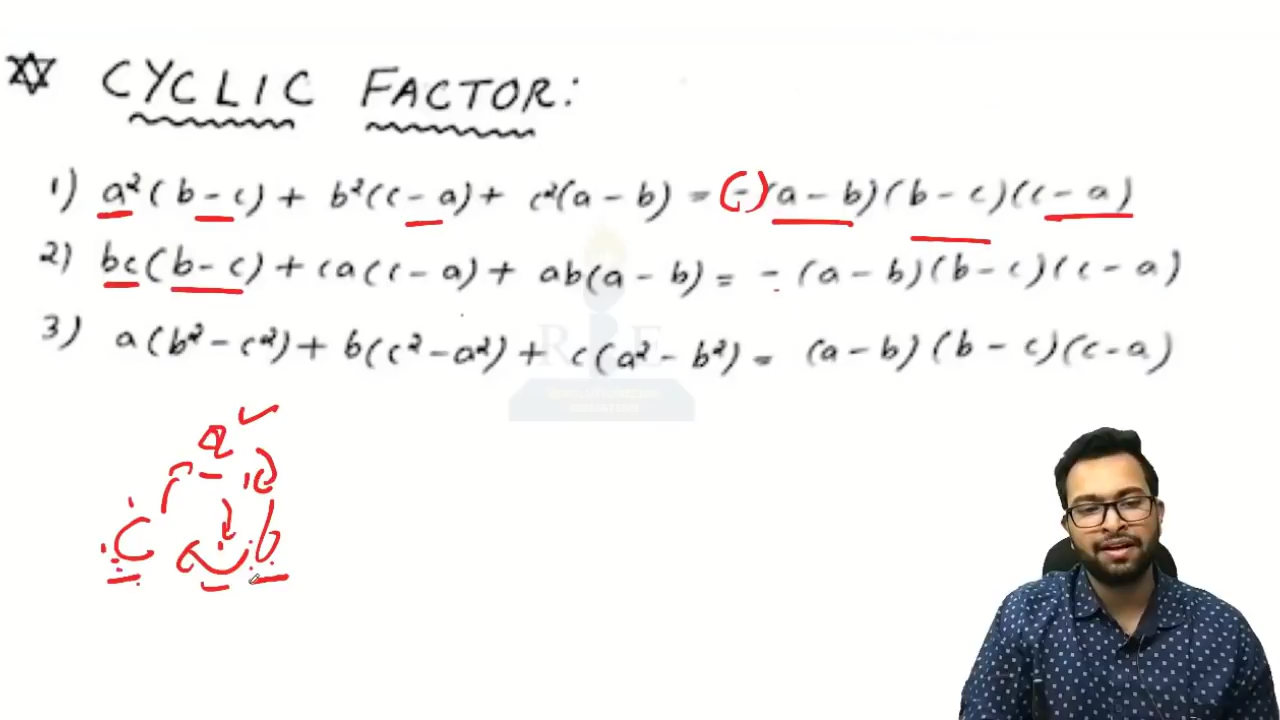 CYCLIC FACTOR:
1) a²(b-c) + b²(c-a) + c²(a-b) = (-)(a-b)(b-c)(c-a)
2) bc(b-c) + ca(c-a) + ab(a-b) = -(a-b)(b-c)(c-a)
3) a(b²-c²) + b(c²-a²) + c(a²-b²) = (a-b)(b-c)(c-a)
R E
a
c b